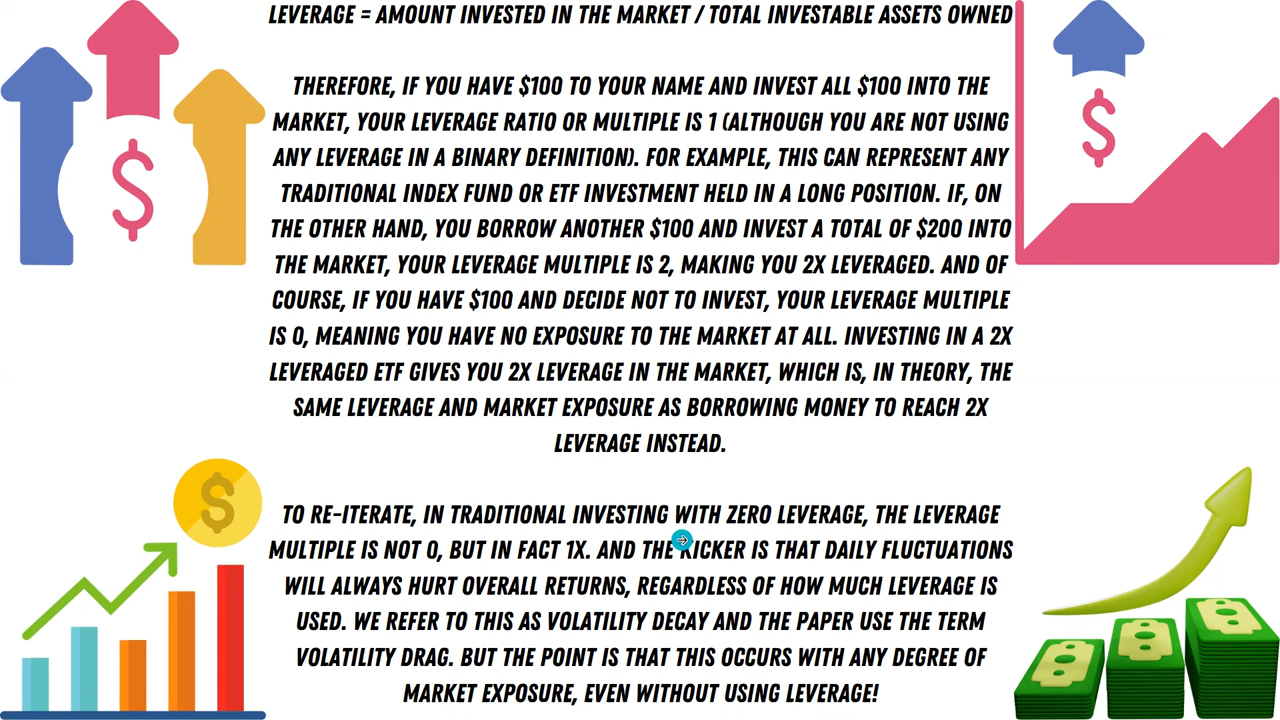 LEVERAGE = AMOUNT INVESTED IN THE MARKET / TOTAL INVESTABLE ASSETS OWNED
THEREFORE, IF YOU HAVE $100 TO YOUR NAME AND INVEST ALL $100 INTO THE
MARKET, YOUR LEVERAGE RATIO OR MULTIPLE IS 1 (ALTHOUGH YOU ARE NOT USING
ANY LEVERAGE IN A BINARY DEFINITION). FOR EXAMPLE, THIS CAN REPRESENT ANY
TRADITIONAL INDEX FUND OR ETF INVESTMENT HELD IN A LONG POSITION. IF, ON
THE OTHER HAND, YOU BORROW ANOTHER $100 AND INVEST A TOTAL OF $200 INTO
THE MARKET, YOUR LEVERAGE MULTIPLE IS 2, MAKING YOU 2X LEVERAGED. AND OF
COURSE, IF YOU HAVE $100 AND DECIDE NOT TO INVEST, YOUR LEVERAGE MULTIPLE
IS 0, MEANING YOU HAVE NO EXPOSURE TO THE MARKET AT ALL. INVESTING IN A 2X
LEVERAGED ETF GIVES YOU 2X LEVERAGE IN THE MARKET, WHICH IS, IN THEORY, THE
SAME LEVERAGE AND MARKET EXPOSURE AS BORROWING MONEY TO REACH 2X
LEVERAGE INSTEAD.
TO RE-ITERATE, IN TRADITIONAL INVESTING WITH ZERO LEVERAGE, THE LEVERAGE
MULTIPLE IS NOT 0, BUT IN FACT 1X. AND THE KICKER IS THAT DAILY FLUCTUATIONS
WILL ALWAYS HURT OVERALL RETURNS, REGARDLESS OF HOW MUCH LEVERAGE IS
USED. WE REFER TO THIS AS VOLATILITY DECAY AND THE PAPER USE THE TERM
VOLATILITY DRAG. BUT THE POINT IS THAT THIS OCCURS WITH ANY DEGREE OF
MARKET EXPOSURE, EVEN WITHOUT USING LEVERAGE!